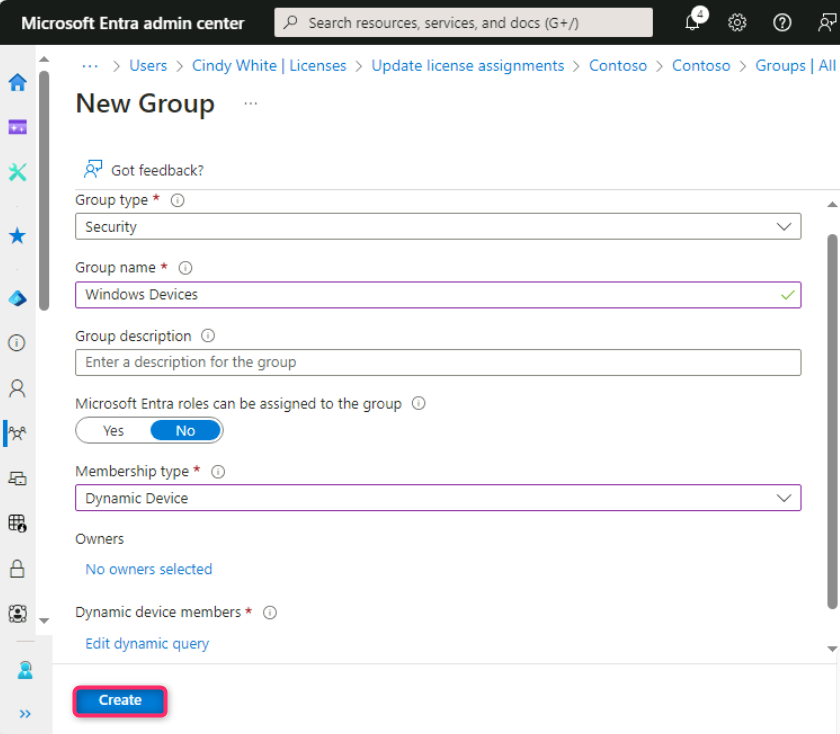 Microsoft Entra admin center
Search resources, services, and docs (G+/)
4
··· > Users > Cindy White | Licenses > Update license assignments > Contoso > Contoso > Groups | All
New Group ···
Got feedback?
Group type *
Security
Group name *
Windows Devices
Group description
Enter a description for the group
Microsoft Entra roles can be assigned to the group
Yes No
Membership type *
Dynamic Device
Owners
No owners selected
Dynamic device members *
Edit dynamic query
Create